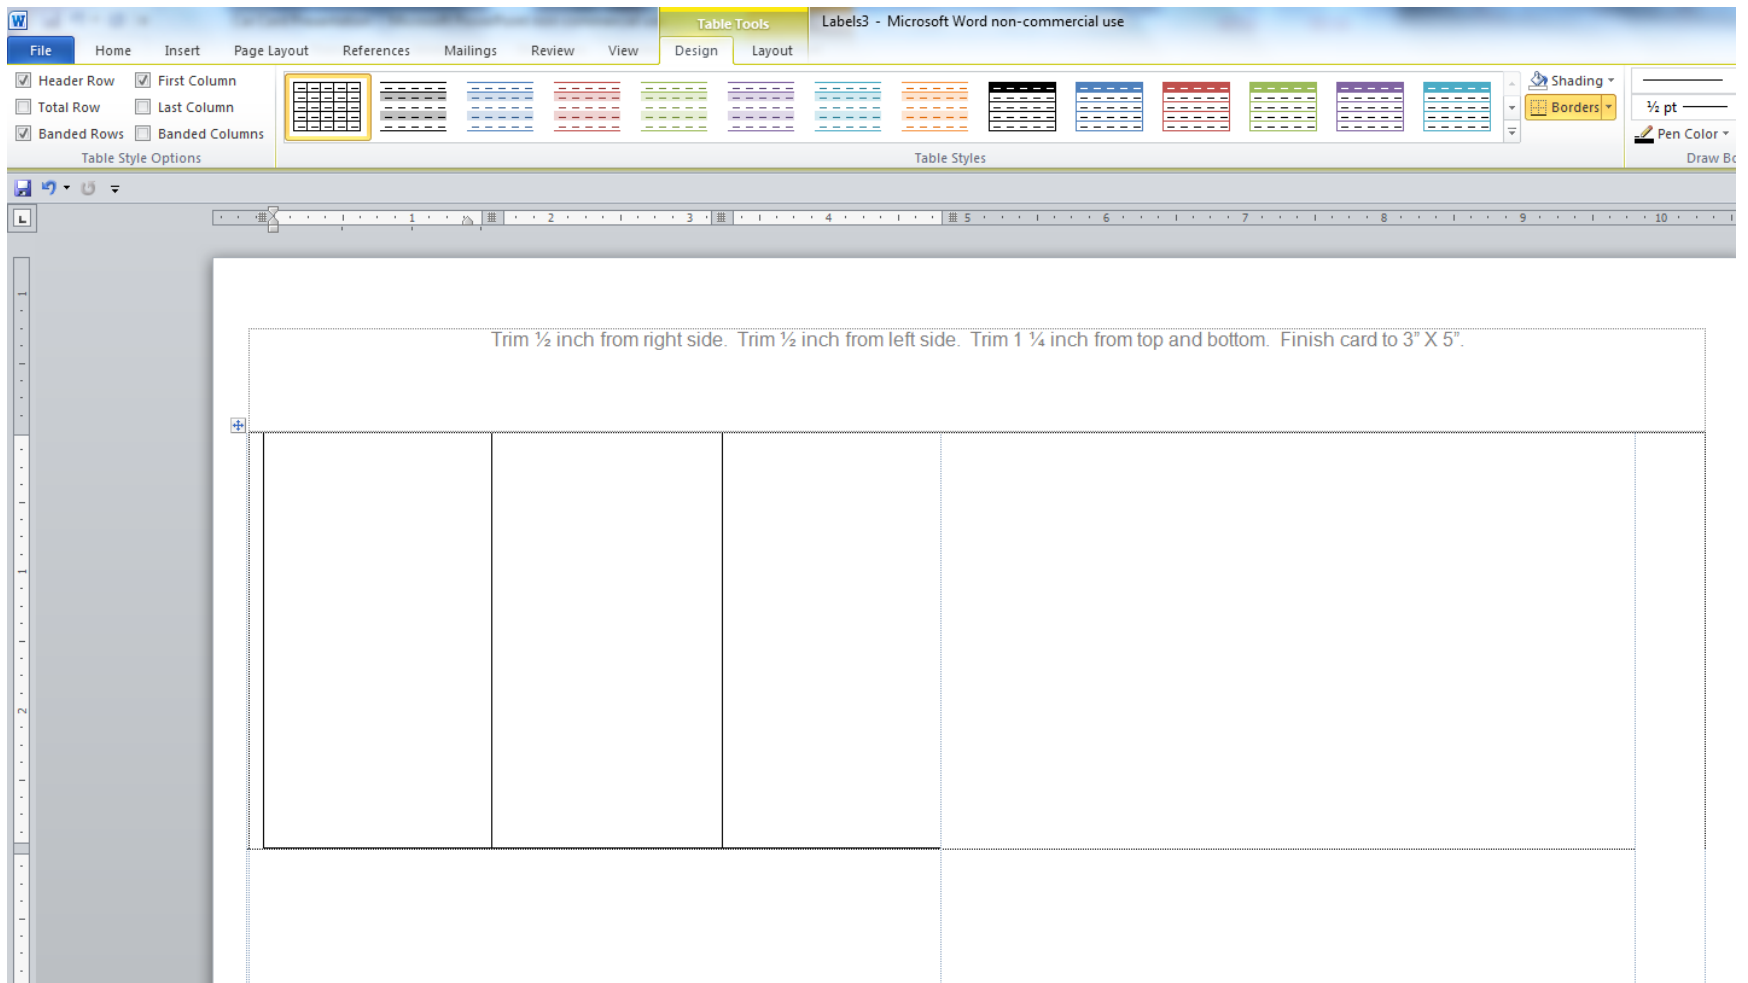 Table Tools
Labels3 - Microsoft Word non-commercial use
File Home Insert Page Layout References Mailings Review View Design Layout
Header Row First Column
Total Row Last Column
Banded Rows Banded Columns
Table Style Options
Table Styles
Shading
Borders
½ pt
Pen Color
Draw Bo
1 2 3 4 5 6 7 8 9 10
Trim ½ inch from right side. Trim ½ inch from left side. Trim 1 ¼ inch from top and bottom. Finish card to 3” X 5”.
1
1
2